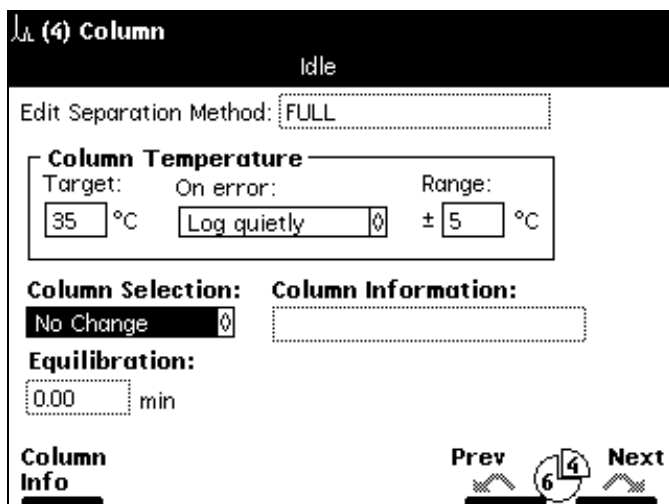 (4) Column
Idle
Edit Separation Method: FULL
Column Temperature
Target: On error: Range:
35 °C Log quietly ± 5 °C
Column Selection: Column Information:
No Change
Equilibration:
0.00 min
Column Prev 4 Next
Info 6